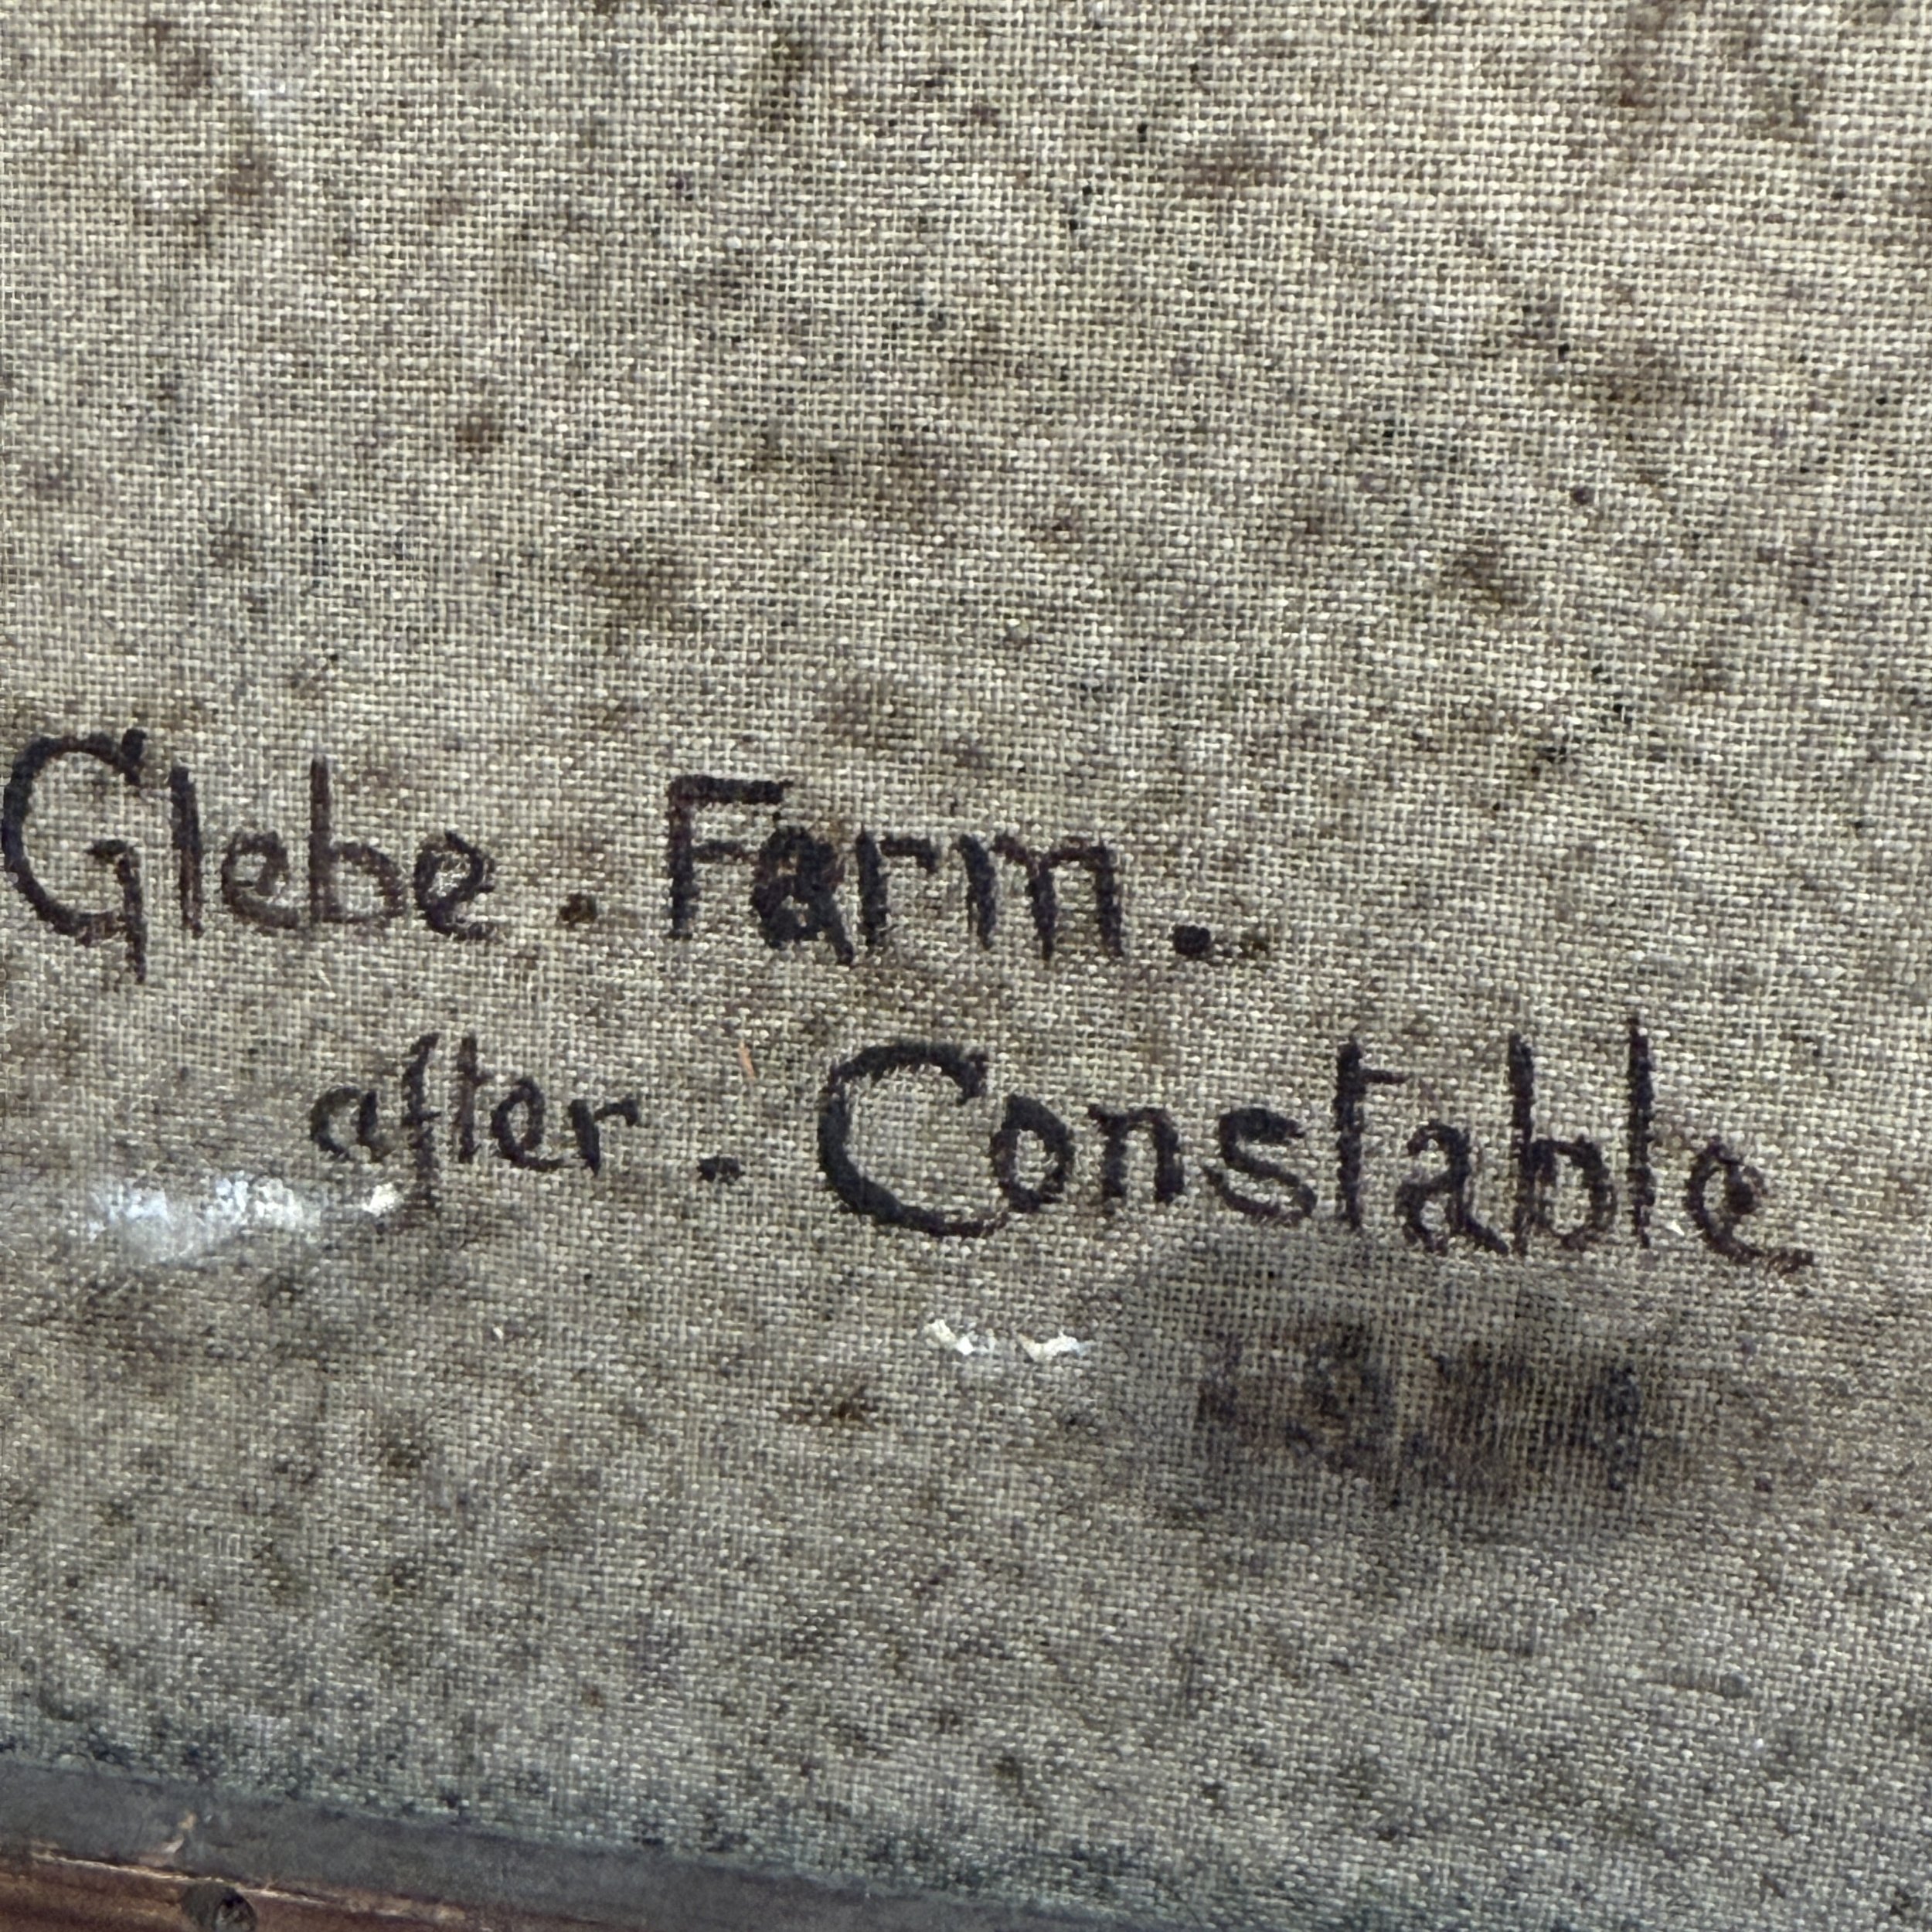 Glebe. Farm.
after. Constable